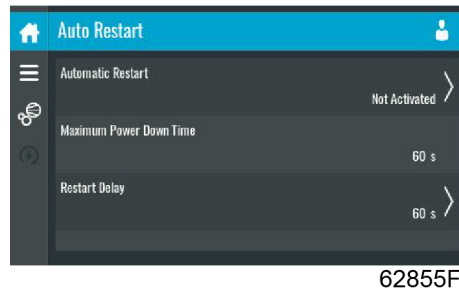 Auto Restart
Automatic Restart
Not Activated
Maximum Power Down Time
60 s
Restart Delay
60 s
62855F